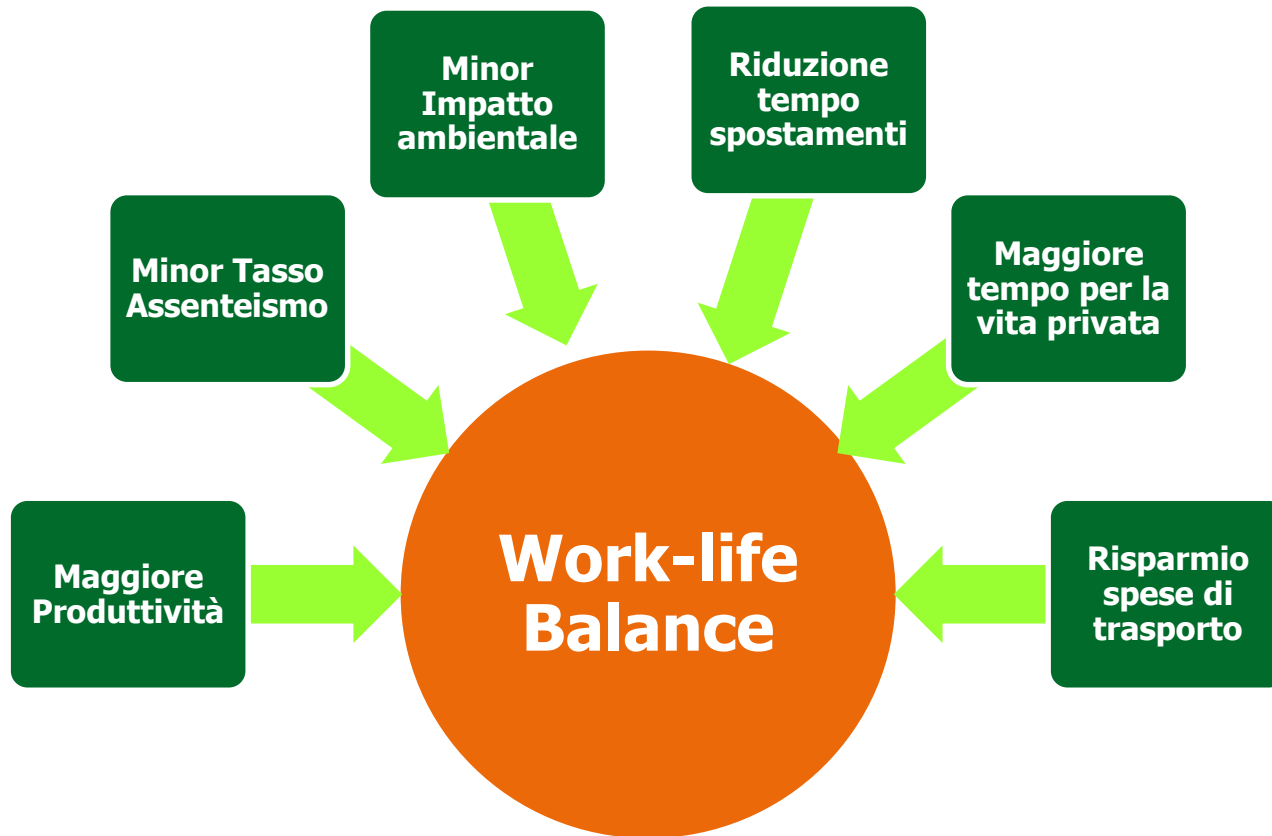 Minor
Impatto
ambientale
Riduzione
tempo
spostamenti
Minor Tasso
Assenteismo
Maggiore
tempo per la
vita privata
Maggiore
Produttività
Work-life
Balance
Risparmio
spese di
trasporto